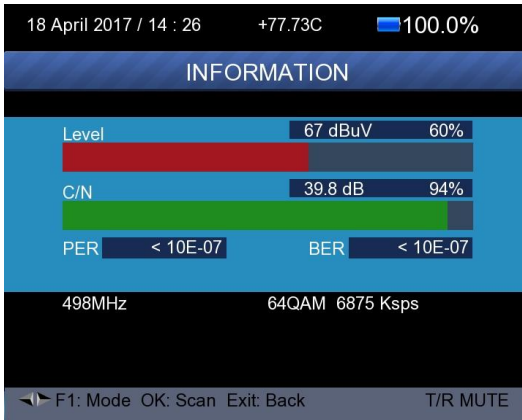 18 April 2017 / 14 : 26 +77.73C 100.0%
INFORMATION
Level 67 dBuV 60%
C/N 39.8 dB 94%
PER < 10E-07 BER < 10E-07
498MHz 64QAM 6875 Ksps
F1: Mode OK: Scan Exit: Back T/R MUTE